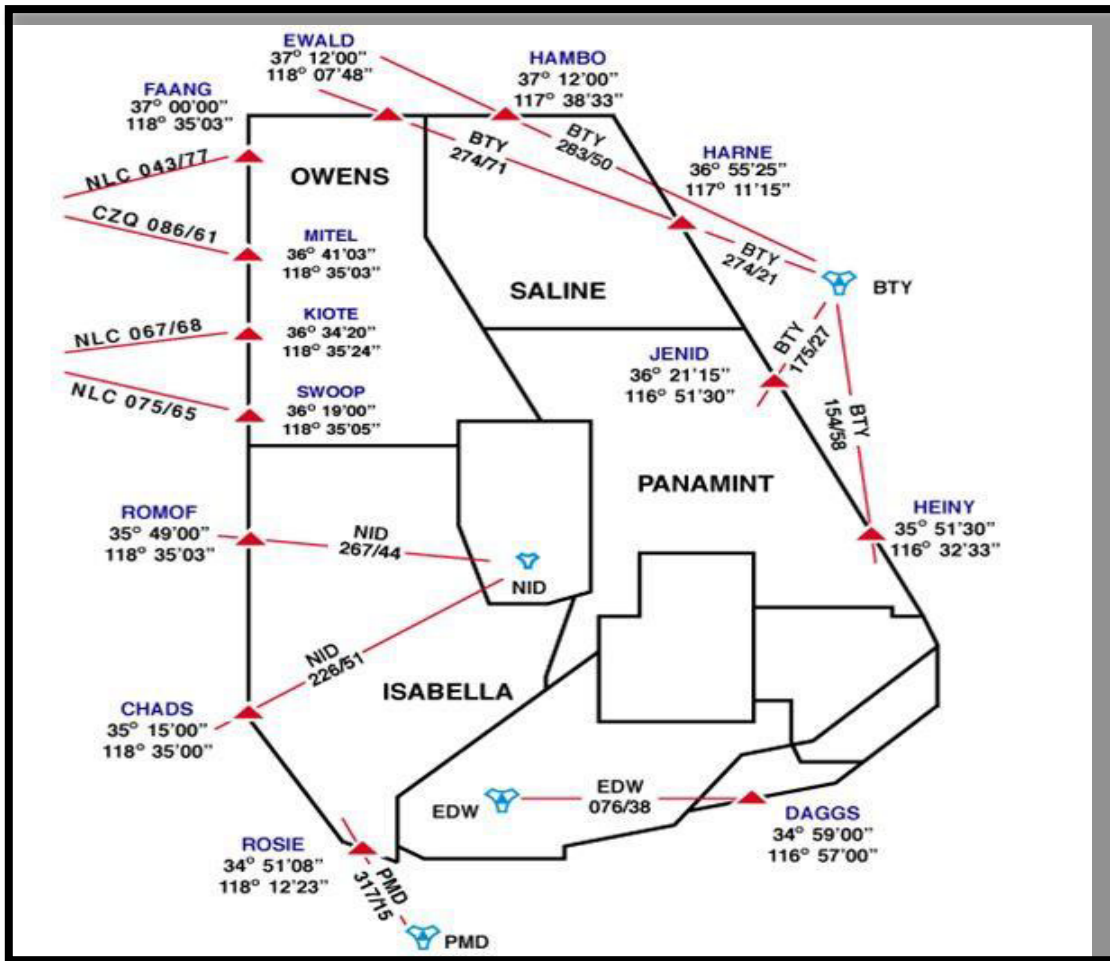 EWALD
37° 12'00"
118° 07'48"
HAMBO
37° 12'00"
117° 38'33"
FAANG
37° 00'00"
118° 35'03"
BTY
283/50
BTY
274/71
HARNE
36° 55'25"
117° 11'15"
NLC 043/77
OWENS
CZQ 086/61
MITEL
36° 41'03"
118° 35'03"
BTY
274/21
SALINE
BTY
KIOTE
36° 34'20"
118° 35'24"
NLC 067/68
JENID
36° 21'15"
116° 51'30"
BTY
175/27
NLC 075/65
SWOOP
36° 19'00"
118° 35'05"
BTY
154/58
PANAMINT
ROMOF
35° 49'00"
118° 35'03"
NID
267/44
HEINY
35° 51'30"
116° 32'33"
NID
NID
226/51
ISABELLA
CHADS
35° 15'00"
118° 35'00"
EDW
EDW
076/38
DAGGS
34° 59'00"
116° 57'00"
ROSIE
34° 51'08"
118° 12'23"
PMD
317/15
PMD